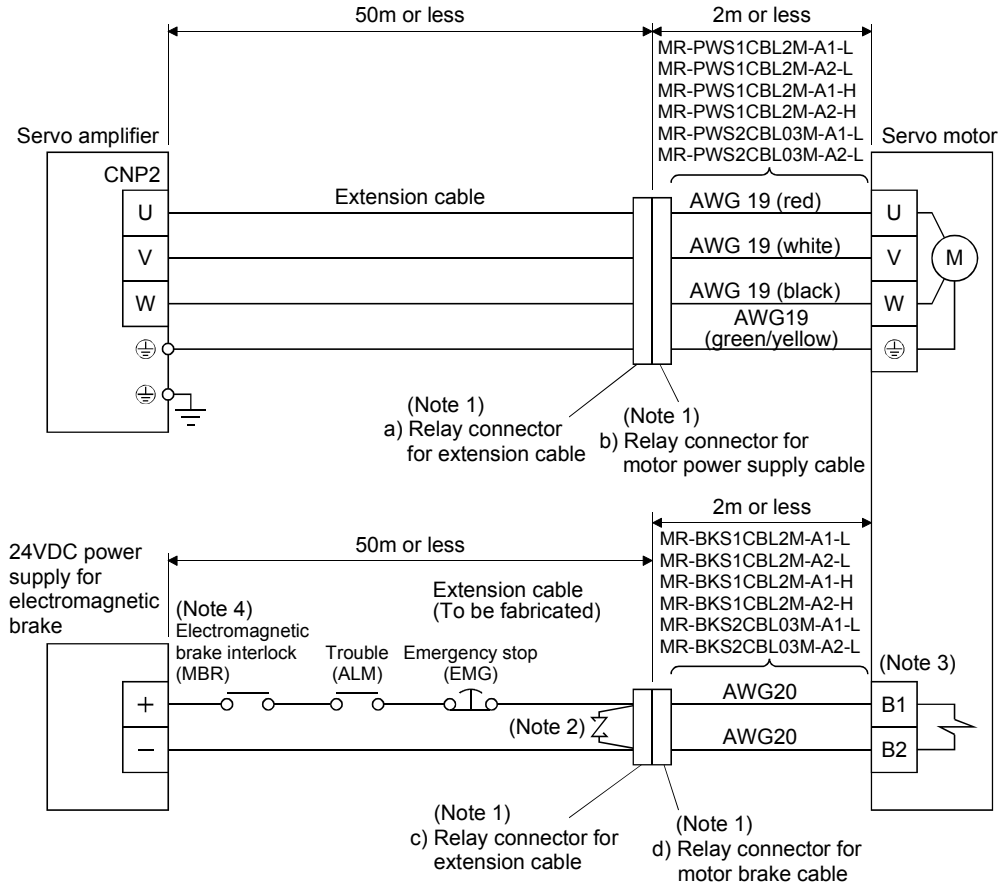 50m or less
2m or less
MR-PWS1CBL2M-A1-L
MR-PWS1CBL2M-A2-L
MR-PWS1CBL2M-A1-H
MR-PWS1CBL2M-A2-H
MR-PWS2CBL03M-A1-L
MR-PWS2CBL03M-A2-L
Servo amplifier
Servo motor
CNP2
Extension cable
U
AWG 19 (red)
U
V
AWG 19 (white)
V
M
W
AWG 19 (black)
W
AWG19
(green/yellow)
(Note 1)
a) Relay connector
for extension cable
(Note 1)
b) Relay connector for
motor power supply cable
2m or less
50m or less
MR-BKS1CBL2M-A1-L
MR-BKS1CBL2M-A2-L
MR-BKS1CBL2M-A1-H
MR-BKS1CBL2M-A2-H
MR-BKS2CBL03M-A1-L
MR-BKS2CBL03M-A2-L
24VDC power
supply for
electromagnetic
brake
Extension cable
(To be fabricated)
(Note 4)
Electromagnetic
brake interlock
(MBR)
Trouble
(ALM)
Emergency stop
(EMG)
(Note 3)
+
AWG20
B1
(Note 2)
−
AWG20
B2
(Note 1)
c) Relay connector for
extension cable
(Note 1)
d) Relay connector for
motor brake cable